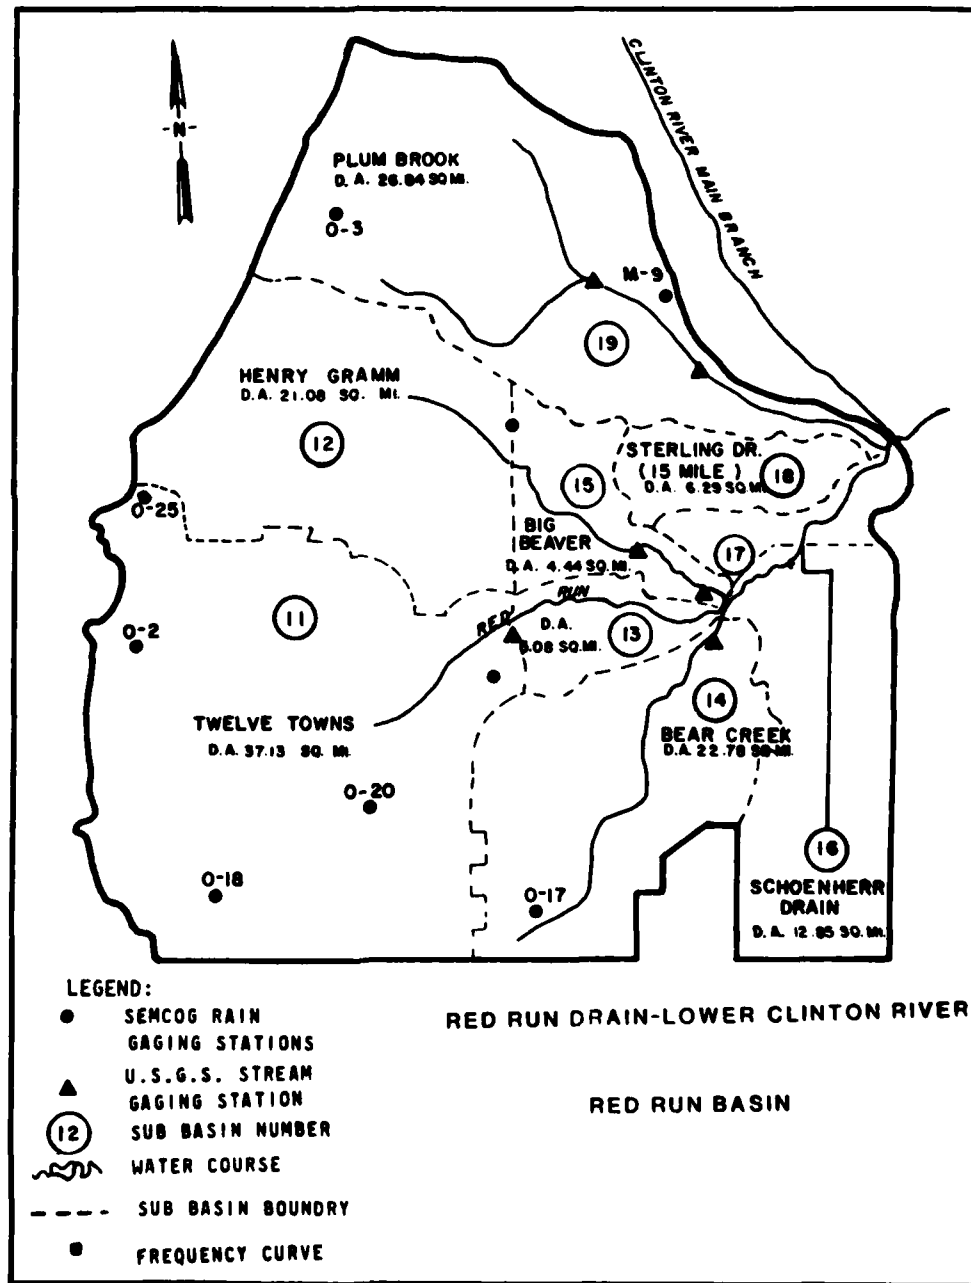 CLINTON RIVER MAIN BRANCH
-N-
PLUM BROOK
D. A. 26.84 SQ MI.
O-3
M-9
19
HENRY GRAMM
D.A. 21.08 SQ. MI.
12
STERLING DR.
(15 MILE)
D.A. 6.29 SQ.MI.
18
15
O-25
BIG
BEAVER
D.A. 4.44 SQ.MI.
17
RED RUN
11
D.A.
SQ.MI.
13
O-2
14
TWELVE TOWNS
D.A. 37.13 SQ. MI.
BEAR CREEK
D.A. 22.78 SQ.MI.
O-20
16
O-18
O-17
SCHOENHERR
DRAIN
D.A. 12.85 SQ.MI.
LEGEND:
SEMCOG RAIN
GAGING STATIONS
U.S.G.S. STREAM
GAGING STATION
12 SUB BASIN NUMBER
WATER COURSE
SUB BASIN BOUNDRY
FREQUENCY CURVE
RED RUN DRAIN-LOWER CLINTON RIVER
RED RUN BASIN